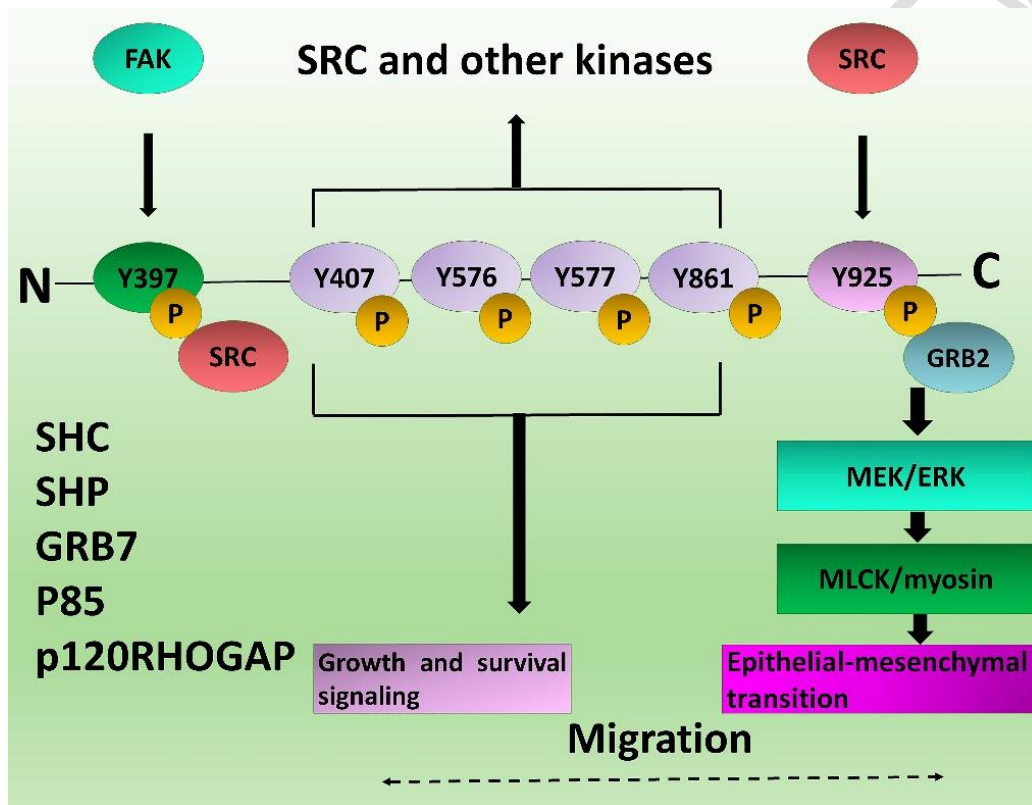 FAK
SRC and other kinases
SRC
N
Y397
Y407
Y576
Y577
Y861
Y925
C
P
P
P
P
P
P
SRC
GRB2
SHC
SHP
GRB7
P85
p120RHOGAP
MEK/ERK
MLCK/myosin
Growth and survival
signaling
Epithelial-mesenchymal
transition
Migration